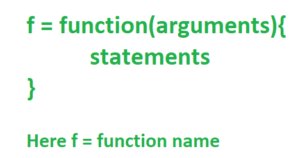 f = function(arguments){
statements
}
Here f = function name